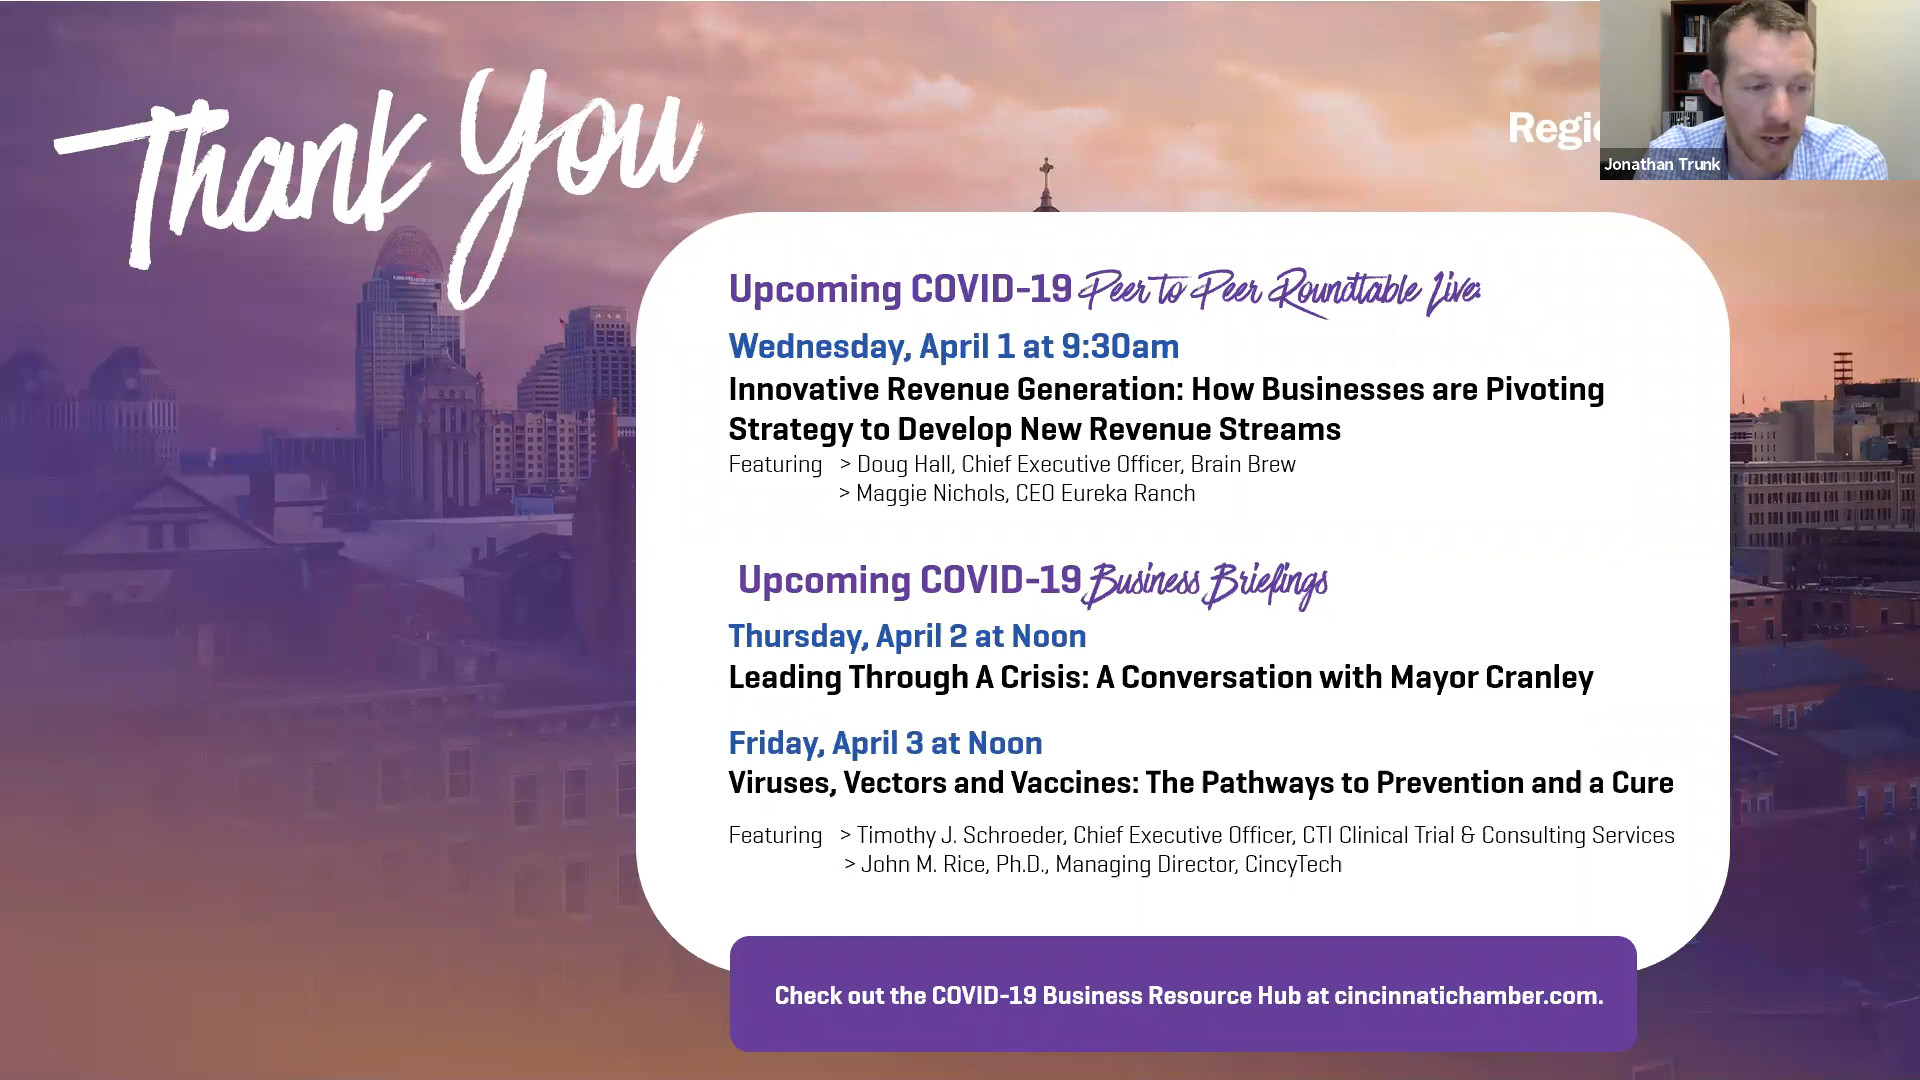 Thank You
Regi
Jonathan Trunk
Upcoming COVID-19 Peer to Peer Roundtable Live:
Wednesday, April 1 at 9:30am
Innovative Revenue Generation: How Businesses are Pivoting
Strategy to Develop New Revenue Streams
Featuring > Doug Hall, Chief Executive Officer, Brain Brew
> Maggie Nichols, CEO Eureka Ranch
Upcoming COVID-19 Business Briefings
Thursday, April 2 at Noon
Leading Through A Crisis: A Conversation with Mayor Cranley
Friday, April 3 at Noon
Viruses, Vectors and Vaccines: The Pathways to Prevention and a Cure
Featuring > Timothy J. Schroeder, Chief Executive Officer, CTI Clinical Trial & Consulting Services
> John M. Rice, Ph.D., Managing Director, CincyTech
Check out the COVID-19 Business Resource Hub at cincinnatichamber.com.